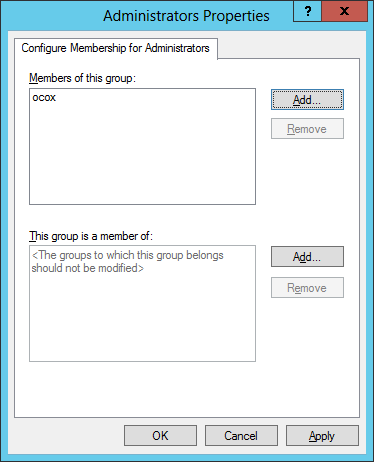 Administrators Properties
? X
Configure Membership for Administrators
Members of this group:
ocox
Add...
Remove
This group is a member of:
<The groups to which this group belongs
should not be modified>
Add...
Remove
OK
Cancel
Apply